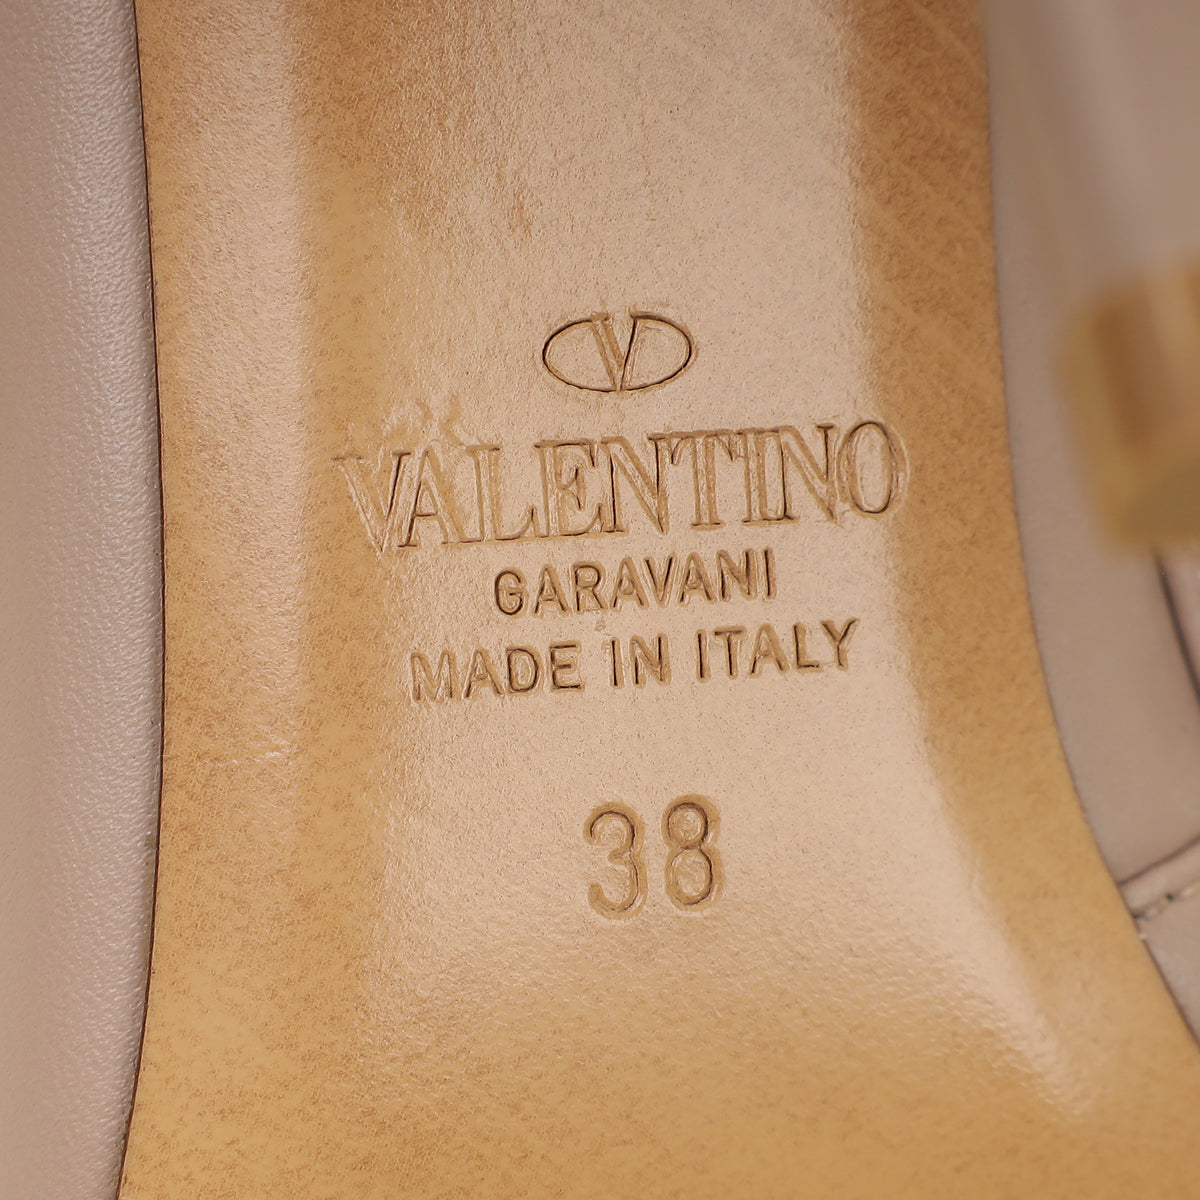 V
VALENTINO
GARAVANI
MADE IN ITALY
38